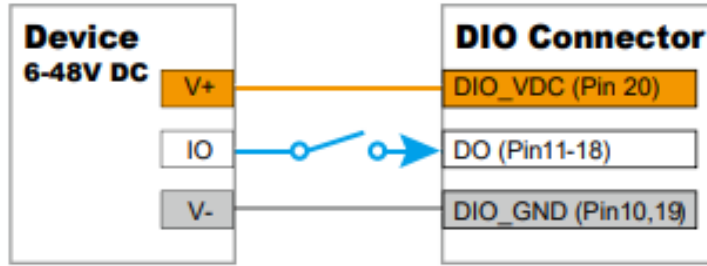 Device
6-48V DC
V+
IO
V-
DIO Connector
DIO_VDC (Pin 20)
DO (Pin11-18)
DIO_GND (Pin10,19)